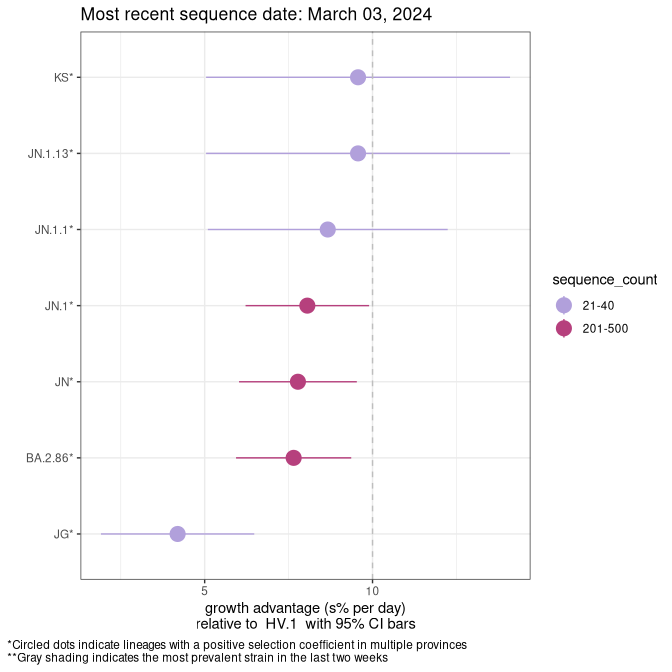 Most recent sequence date: March 03, 2024
KS*
JN.1.13*
JN.1.1*
JN.1*
JN*
BA.2.86*
JG*
5 10
growth advantage (s% per day)
relative to HV.1 with 95% CI bars
sequence_count
21-40
201-500
*Circled dots indicate lineages with a positive selection coefficient in multiple provinces
**Gray shading indicates the most prevalent strain in the last two weeks